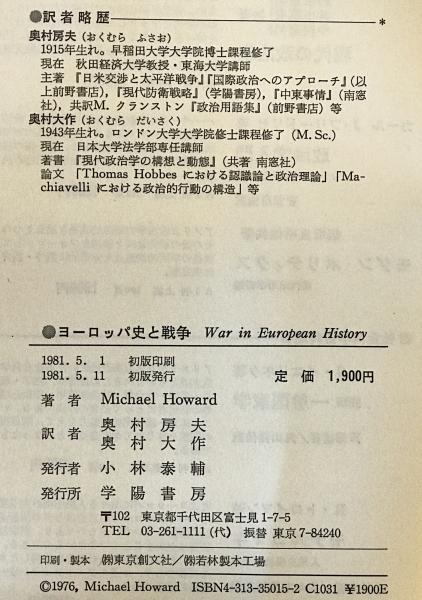 ●訳者略歴――＊
奥村房夫（おくむら　ふさお）
1915年生れ。早稲田大学大学院博士課程修了
現在　秋田経済大学教授・東海大学講師
主著　『日米交渉と太平洋戦争』『国際政治へのアプローチ』（以
上前野書店），『現代防衛戦略』（学陽書房），『中東事情』（南窓
社），共訳M. クランストン『政治用語集』（前野書店）等
奥村大作（おくむら　だいさく）
1943年生れ。ロンドン大学大学院修士課程修了（M. Sc.）
現在　日本大学法学部専任講師
著書　『現代政治学の構想と動態』（共著 南窓社）
論文　「Thomas Hobbes における認識論と政治理論」「Ma-
chiavelli における政治的行動の構造」等
●ヨーロッパ史と戦争　War in European History
1981. 5. 1　初版印刷
1981. 5. 11　初版発行
定　価　1,900円
著　者　Michael Howard
訳　者　奥村房夫
奥村大作
発行者　小林泰輔
発行所　学陽書房
〒102　東京都千代田区富士見1-7-5
TEL　03-261-1111（代）　振替 東京7-84240
印刷・製本　㈱東京創文社／㈱若林製本工場
©1976, Michael Howard　ISBN4-313-35015-2 C1031 ¥1900E